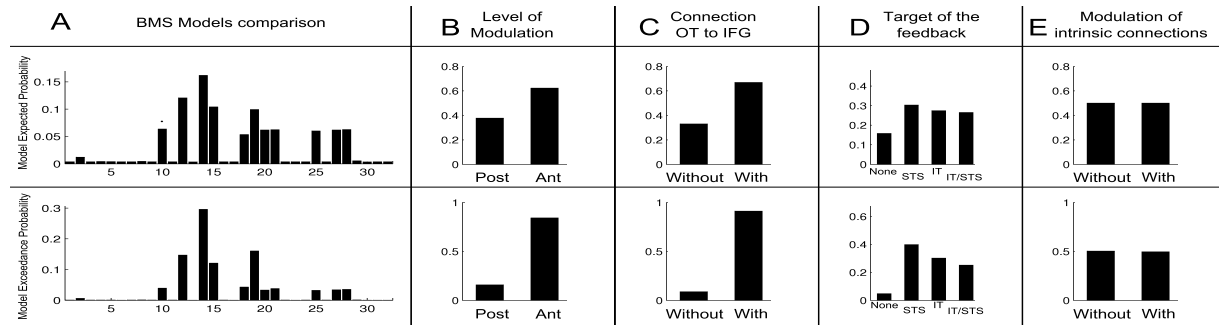 A BMS Models comparison
B Level of
Modulation
C Connection
OT to IFG
D Target of the
feedback
E Modulation of
intrinsic connections
Model Expected Probability
0.15
0.1
0.05
0
5 10 15 20 25 30
0.8
0.6
0.4
0.2
0
Post Ant
0.8
0.6
0.4
0.2
0
Without With
0.4
0.3
0.2
0.1
0
None STS IT IT/STS
0.8
0.6
0.4
0.2
0
Without With
Model Exceedance Probability
0.3
0.2
0.1
0
5 10 15 20 25 30
1
0.5
0
Post Ant
1
0.5
0
Without With
0.6
0.4
0.2
0
None STS IT IT/STS
1
0.5
0
Without With